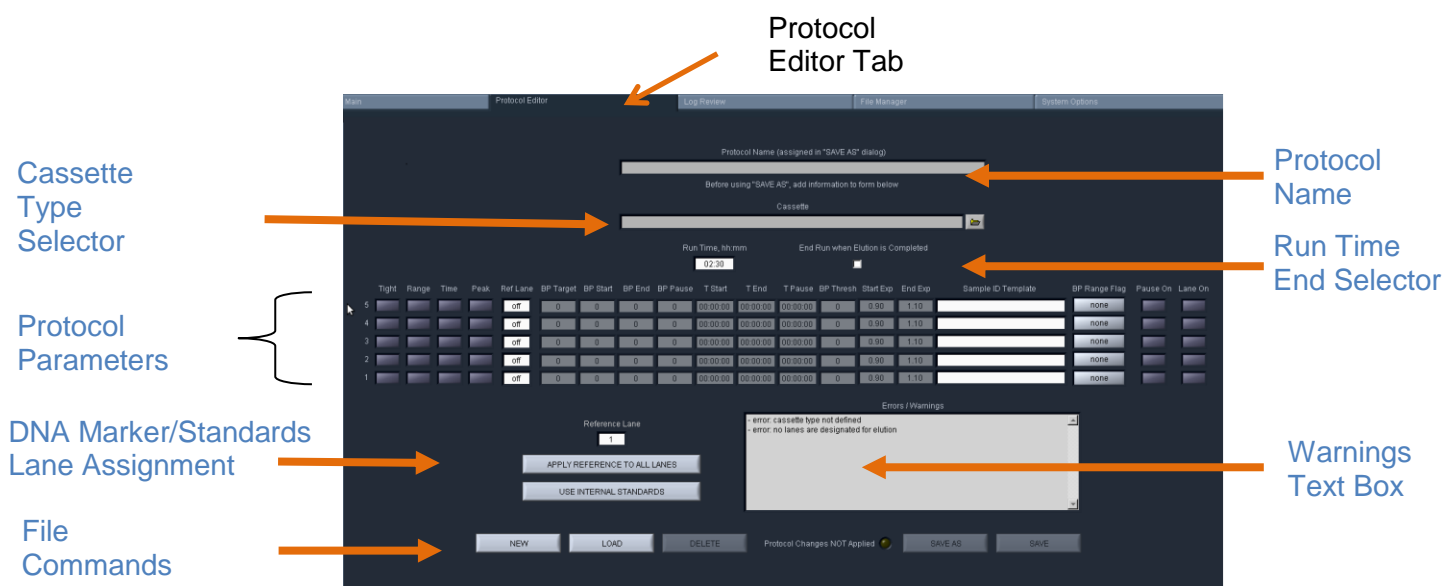 Protocol
Editor Tab
Main Protocol Editor Log Review File Manager System Options
Protocol Name (assigned in "SAVE AS" dialog)
Before using "SAVE AS", add information to form below
Cassette
Cassette
Type
Selector
Protocol
Name
Run Time, hh:mm End Run when Elution is Completed
02:30
Run Time
End Selector
Tight Range Time Peak Ref Lane BP Target BP Start BP End BP Pause T Start T End T Pause BP Thresh Start Exp End Exp Sample ID Template BP Range Flag Pause On Lane On
5 off 0 0 0 0 00:00:00 00:00:00 00:00:00 0 0.90 1.10 none
4 off 0 0 0 0 00:00:00 00:00:00 00:00:00 0 0.90 1.10 none
3 off 0 0 0 0 00:00:00 00:00:00 00:00:00 0 0.90 1.10 none
2 off 0 0 0 0 00:00:00 00:00:00 00:00:00 0 0.90 1.10 none
1 off 0 0 0 0 00:00:00 00:00:00 00:00:00 0 0.90 1.10 none
Protocol
Parameters
Errors / Warnings
- error: cassette type not defined
- error: no lanes are designated for elution
Reference Lane
1
APPLY REFERENCE TO ALL LANES
USE INTERNAL STANDARDS
DNA Marker/Standards
Lane Assignment
Warnings
Text Box
File
Commands
NEW LOAD DELETE Protocol Changes NOT Applied SAVE AS SAVE